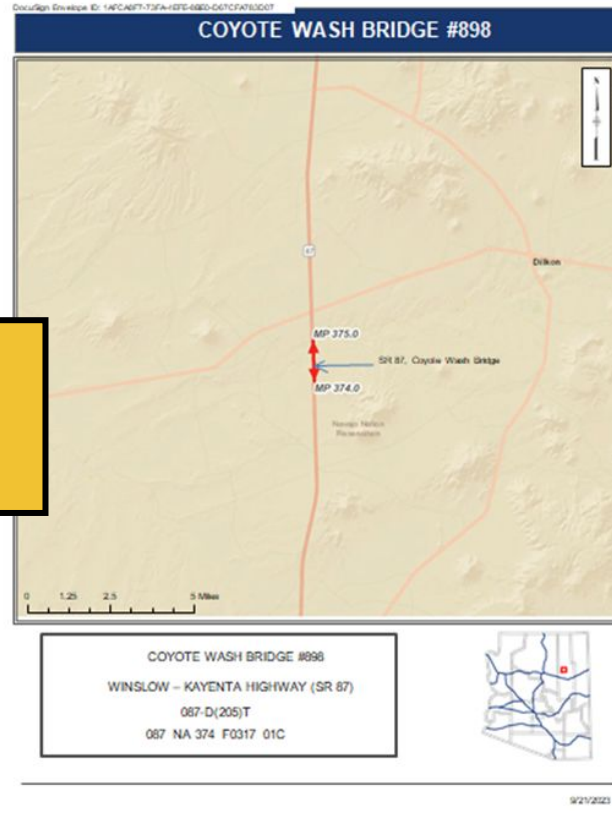 COYOTE WASH BRIDGE #898
N
87
Dilkon
MP 375.0
SR 87, Coyote Wash Bridge
MP 374.0
Navajo Nation
Reservation
0 1.25 2.5 5 Miles
COYOTE WASH BRIDGE #898
WINSLOW – KAYENTA HIGHWAY (SR 87)
087-D(205)T
087 NA 374 F0317 01C
9/21/2023